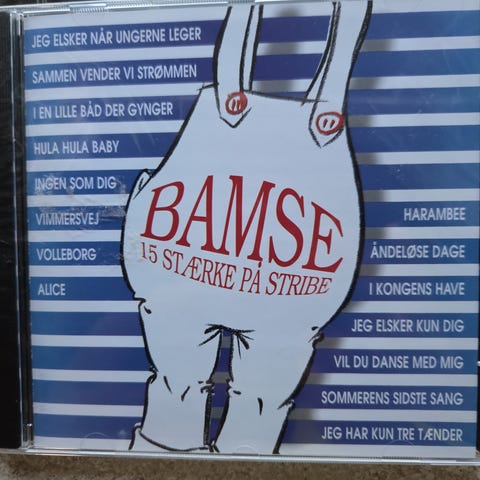 JEG ELSKER NÅR UNGERNE LEGER
SAMMEN VENDER VI STRØMMEN
I EN LILLE BÅD DER GYNGER
HULA HULA BABY
INGEN SOM DIG
VIMMERSVEJ
VOLLEBORG
ALICE
BAMSE
15 STÆRKE PÅ STRIBE
HARAMBEE
ÅNDELØSE DAGE
I KONGENS HAVE
JEG ELSKER KUN DIG
VIL DU DANSE MED MIG
SOMMERENS SIDSTE SANG
JEG HAR KUN TRE TÆNDER